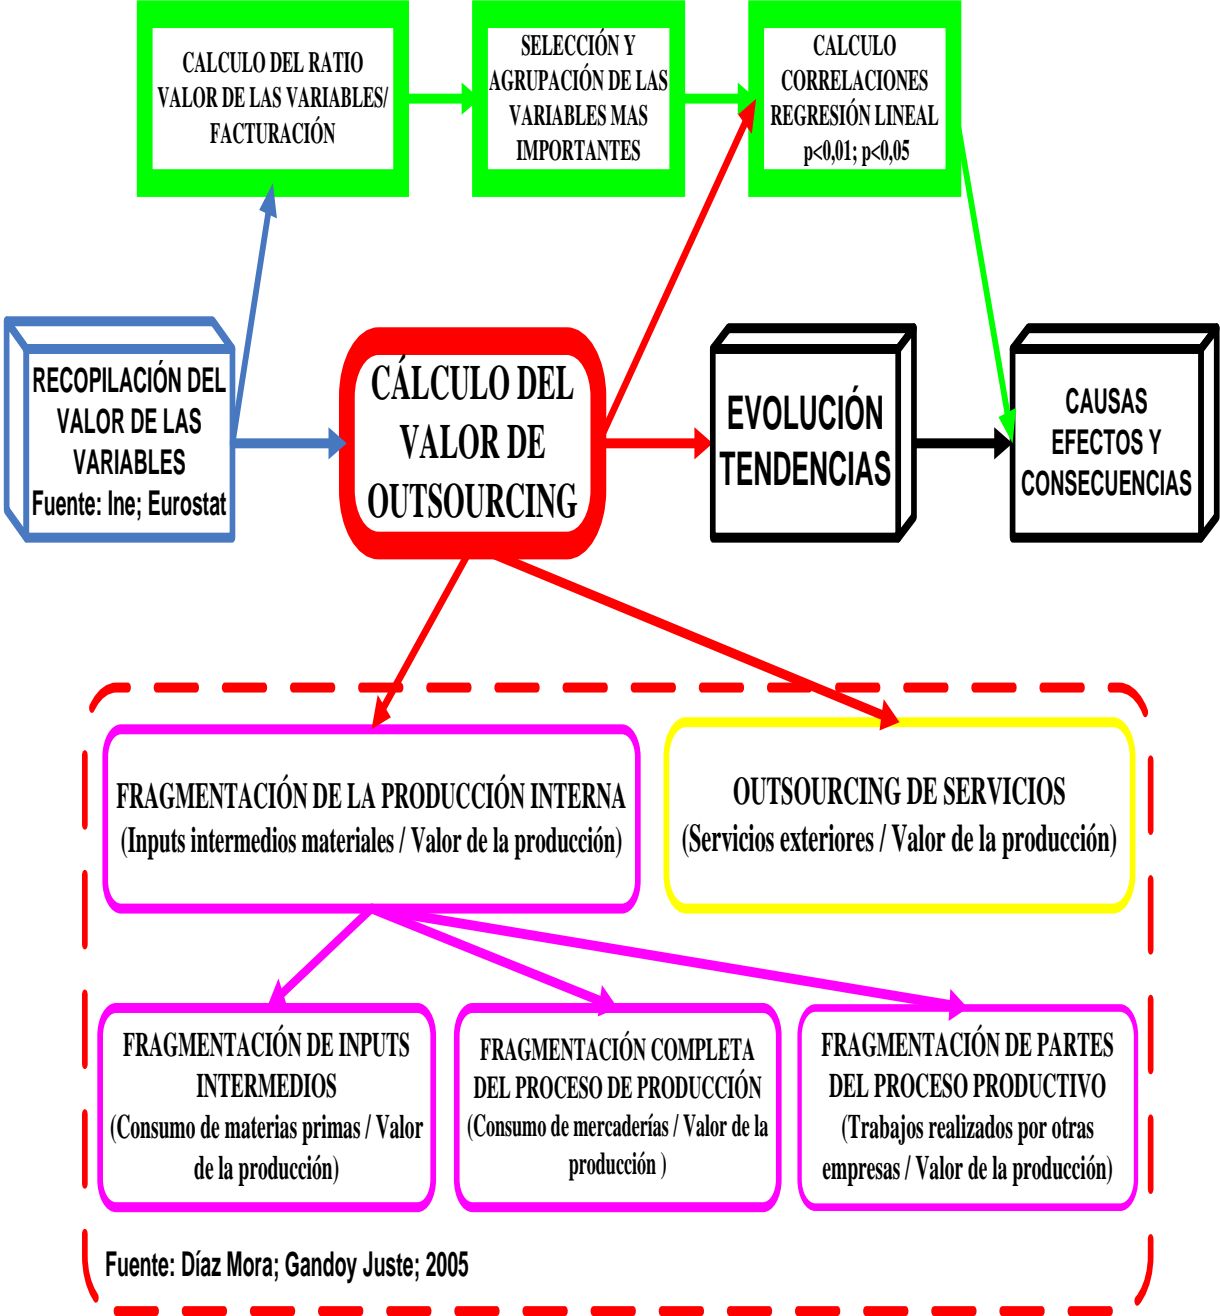 CALCULO DEL RATIO
VALOR DE LAS VARIABLES/
FACTURACIÓN
SELECCIÓN Y
AGRUPACIÓN DE LAS
VARIABLES MAS
IMPORTANTES
CALCULO
CORRELACIONES
REGRESIÓN LINEAL
p<0,01; p<0,05
RECOPILACIÓN DEL
VALOR DE LAS
VARIABLES
Fuente: Ine; Eurostat
CÁLCULO DEL
VALOR DE
OUTSOURCING
EVOLUCIÓN
TENDENCIAS
CAUSAS
EFECTOS Y
CONSECUENCIAS
FRAGMENTACIÓN DE LA PRODUCCIÓN INTERNA
(Inputs intermedios materiales / Valor de la producción)
OUTSOURCING DE SERVICIOS
(Servicios exteriores / Valor de la producción)
FRAGMENTACIÓN DE INPUTS
INTERMEDIOS
(Consumo de materias primas / Valor
de la producción)
FRAGMENTACIÓN COMPLETA
DEL PROCESO DE PRODUCCIÓN
(Consumo de mercaderías / Valor de la
producción )
FRAGMENTACIÓN DE PARTES
DEL PROCESO PRODUCTIVO
(Trabajos realizados por otras
empresas / Valor de la producción)
Fuente: Díaz Mora; Gandoy Juste; 2005